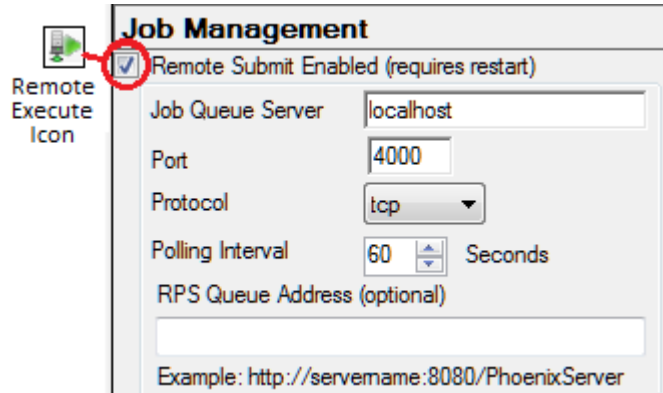 Job Management
Remote Submit Enabled (requires restart)
Remote
Execute
Icon
Job Queue Server localhost
Port 4000
Protocol tcp
Polling Interval 60 Seconds
RPS Queue Address (optional)
Example: http://servername:8080/PhoenixServer